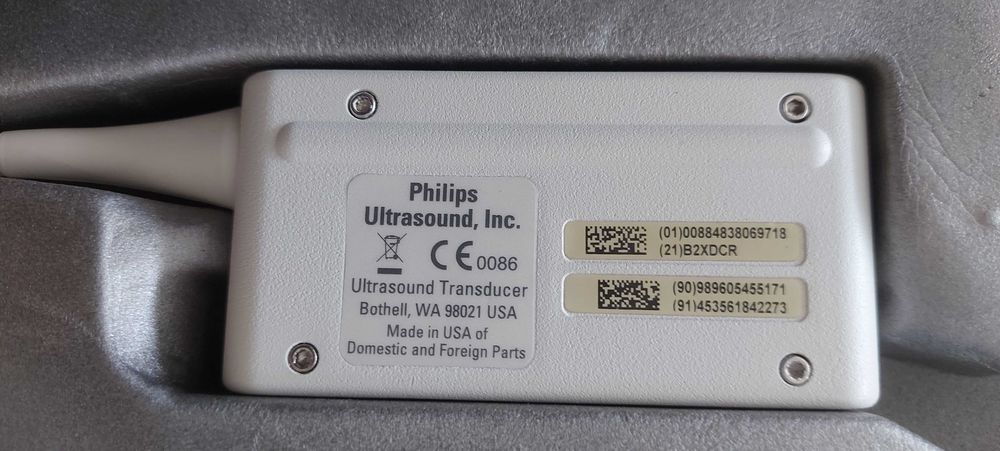 Philips
Ultrasound, Inc.
CE 0086
Ultrasound Transducer
Bothell, WA 98021 USA
Made in USA of
Domestic and Foreign Parts
(01)00884838069718
(21)B2XDCR
(90)989605455171
(91)453561842273